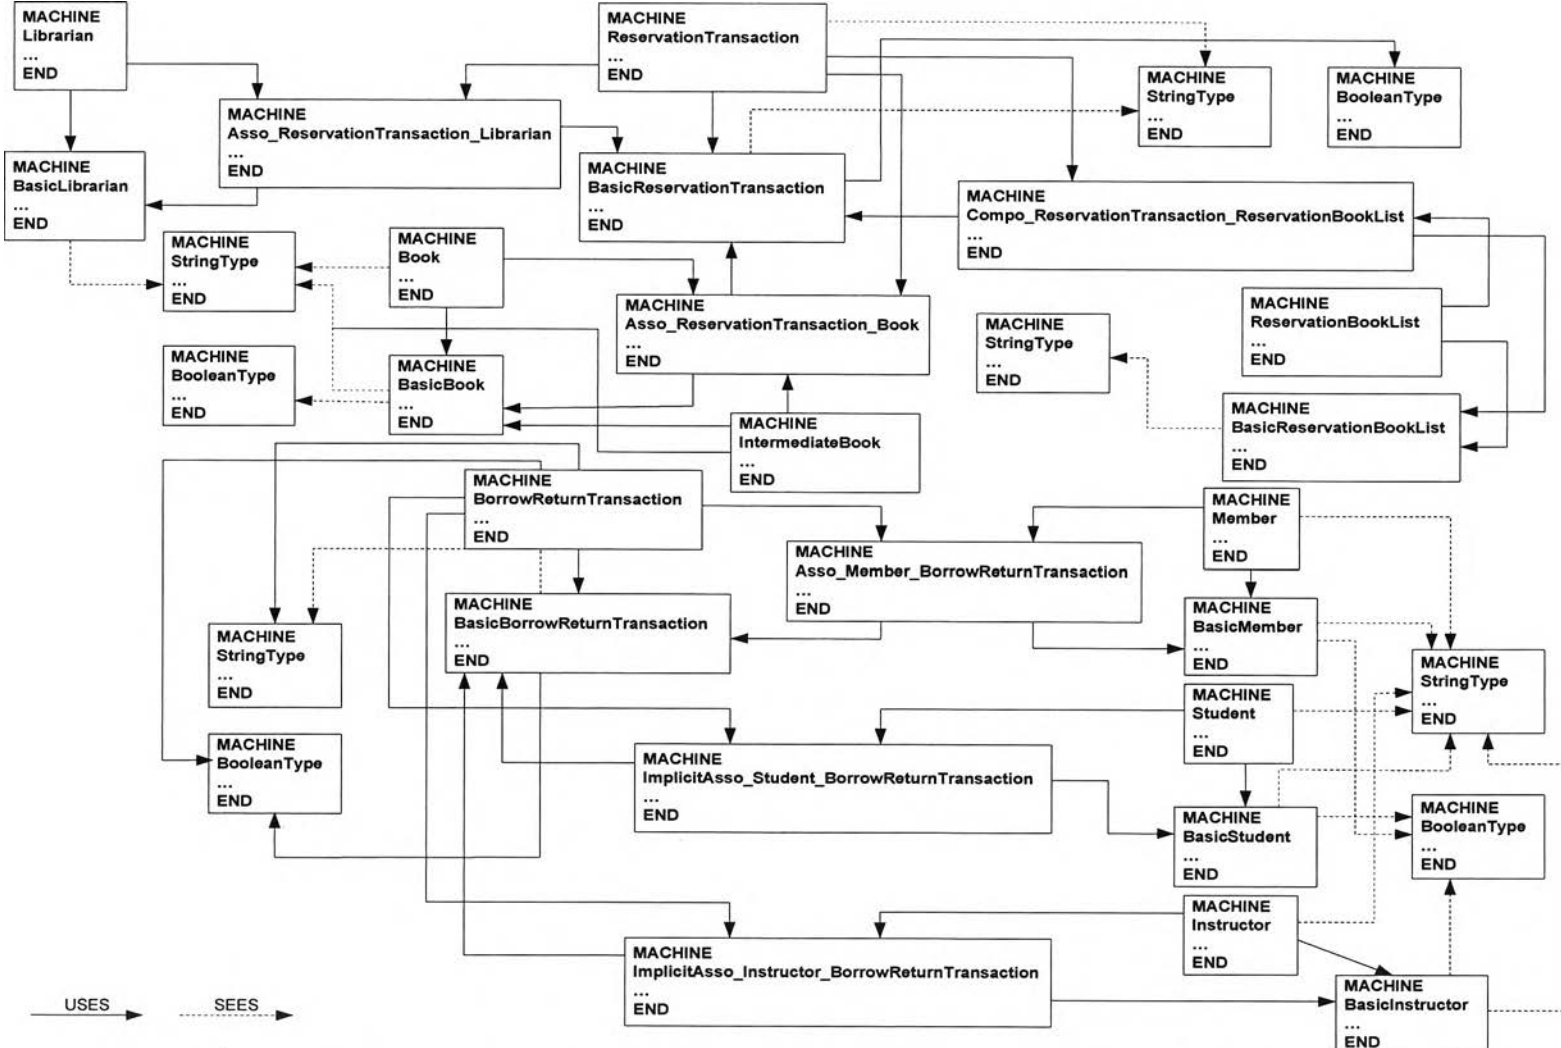 MACHINE
Librarian
...
END
MACHINE
ReservationTransaction
...
END
MACHINE
StringType
...
END
MACHINE
BooleanType
...
END
MACHINE
Asso_ReservationTransaction_Librarian
...
END
MACHINE
BasicLibrarian
...
END
MACHINE
BasicReservationTransaction
...
END
MACHINE
Compo_ReservationTransaction_ReservationBookList
...
END
MACHINE
StringType
...
END
MACHINE
Book
...
END
MACHINE
Asso_ReservationTransaction_Book
...
END
MACHINE
StringType
...
END
MACHINE
ReservationBookList
...
END
MACHINE
BooleanType
...
END
MACHINE
BasicBook
...
END
MACHINE
IntermediateBook
...
END
MACHINE
BasicReservationBookList
...
END
MACHINE
BorrowReturnTransaction
...
END
MACHINE
Member
...
END
MACHINE
Asso_Member_BorrowReturnTransaction
...
END
MACHINE
BasicBorrowReturnTransaction
...
END
MACHINE
BasicMember
...
END
MACHINE
StringType
...
END
MACHINE
StringType
...
END
MACHINE
Student
...
END
MACHINE
BooleanType
...
END
MACHINE
ImplicitAsso_Student_BorrowReturnTransaction
...
END
MACHINE
BasicStudent
...
END
MACHINE
BooleanType
...
END
MACHINE
Instructor
...
END
MACHINE
ImplicitAsso_Instructor_BorrowReturnTransaction
...
END
MACHINE
BasicInstructor
...
END
USES
SEES